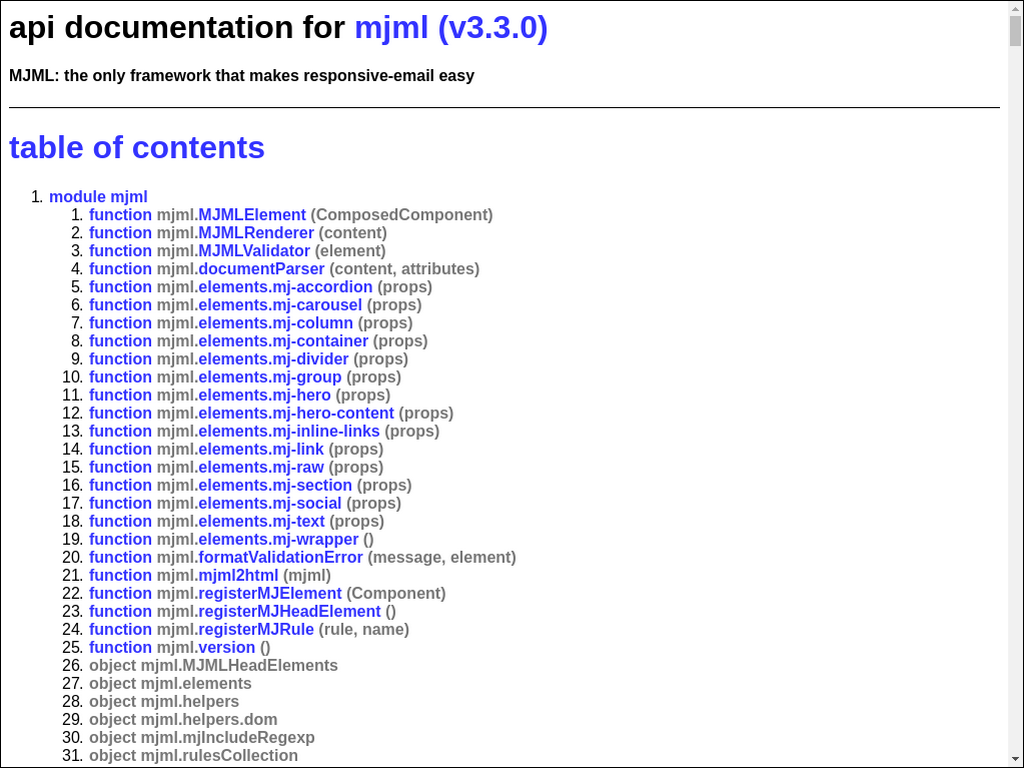 api documentation for mjml (v3.3.0)
MJML: the only framework that makes responsive-email easy
table of contents
1. module mjml
1. function mjml.MJMLElement (ComposedComponent)
2. function mjml.MJMLRenderer (content)
3. function mjml.MJMLValidator (element)
4. function mjml.documentParser (content, attributes)
5. function mjml.elements.mj-accordion (props)
6. function mjml.elements.mj-carousel (props)
7. function mjml.elements.mj-column (props)
8. function mjml.elements.mj-container (props)
9. function mjml.elements.mj-divider (props)
10. function mjml.elements.mj-group (props)
11. function mjml.elements.mj-hero (props)
12. function mjml.elements.mj-hero-content (props)
13. function mjml.elements.mj-inline-links (props)
14. function mjml.elements.mj-link (props)
15. function mjml.elements.mj-raw (props)
16. function mjml.elements.mj-section (props)
17. function mjml.elements.mj-social (props)
18. function mjml.elements.mj-text (props)
19. function mjml.elements.mj-wrapper ()
20. function mjml.formatValidationError (message, element)
21. function mjml.mjml2html (mjml)
22. function mjml.registerMJElement (Component)
23. function mjml.registerMJHeadElement ()
24. function mjml.registerMJRule (rule, name)
25. function mjml.version ()
26. object mjml.MJMLHeadElements
27. object mjml.elements
28. object mjml.helpers
29. object mjml.helpers.dom
30. object mjml.mjIncludeRegexp
31. object mjml.rulesCollection